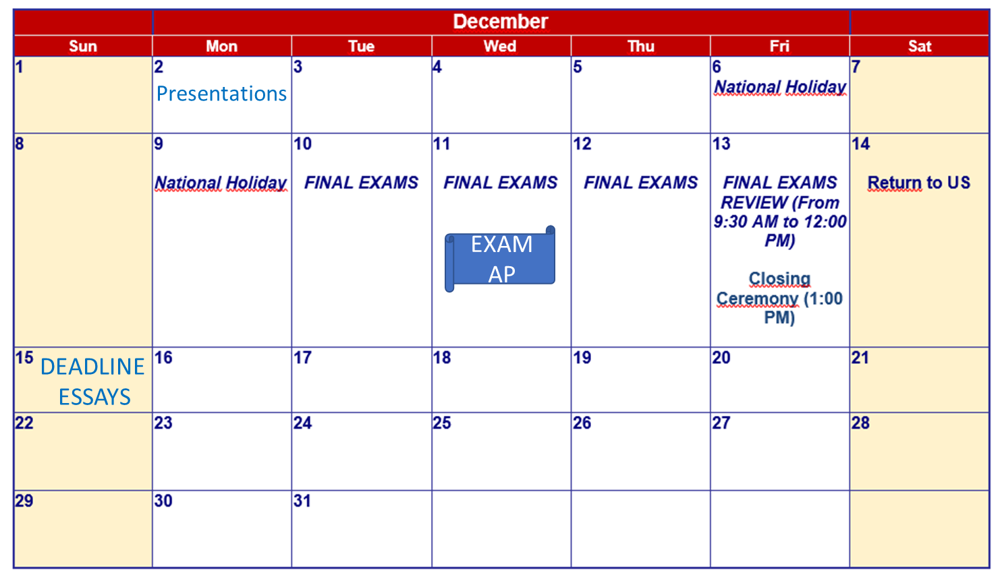 December
Sun Mon Tue Wed Thu Fri Sat
1 2 3 4 5 6 7
Presentations
National Holiday
8 9 10 11 12 13 14
National Holiday
FINAL EXAMS
FINAL EXAMS
EXAM
AP
FINAL EXAMS
FINAL EXAMS
REVIEW (From
9:30 AM to 12:00
PM)
Closing
Ceremony (1:00
PM)
Return to US
15 16 17 18 19 20 21
DEADLINE
ESSAYS
22 23 24 25 26 27 28
29 30 31